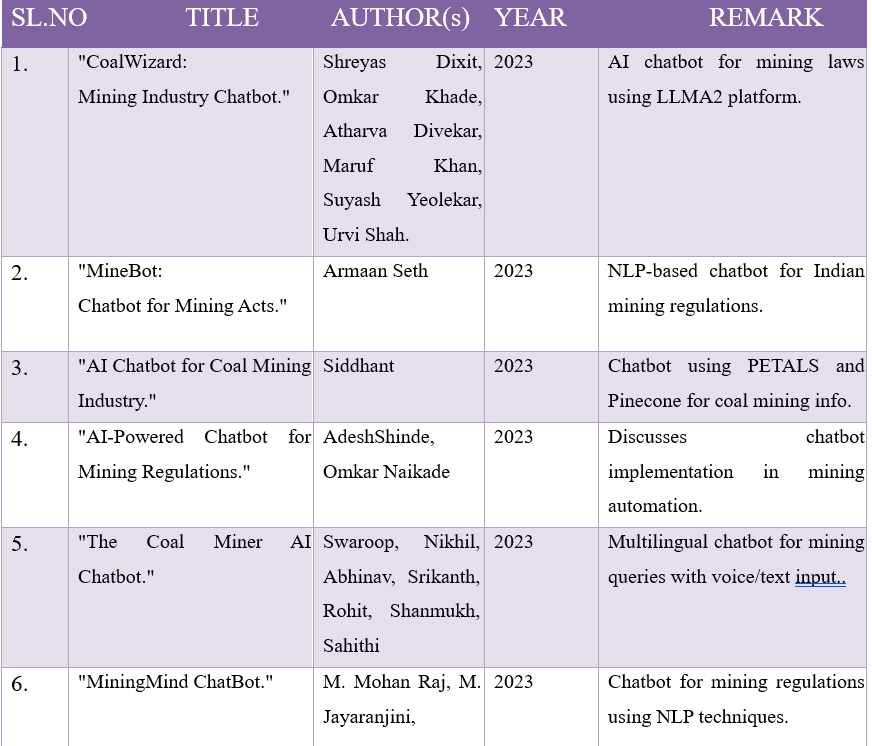 SL.NO TITLE AUTHOR(s) YEAR REMARK
1. "CoalWizard: Shreyas Dixit, 2023 AI chatbot for mining laws
Mining Industry Chatbot." Omkar Khade, using LLMA2 platform.
Atharva Divekar,
Maruf Khan,
Suyash Yeolekar,
Urvi Shah.
2. "MineBot: Armaan Seth 2023 NLP-based chatbot for Indian
Chatbot for Mining Acts." mining regulations.
3. "AI Chatbot for Coal Mining Siddhant 2023 Chatbot using PETALS and
Industry." Pinecone for coal mining info.
4. "AI-Powered Chatbot for AdeshShinde, 2023 Discusses chatbot
Mining Regulations." Omkar Naikade implementation in mining
automation.
5. "The Coal Miner AI Swaroop, Nikhil, 2023 Multilingual chatbot for mining
Chatbot." Abhinav, Srikanth, queries with voice/text input..
Rohit, Shanmukh,
Sahithi
6. "MiningMind ChatBot." M. Mohan Raj, M. 2023 Chatbot for mining regulations
Jayaranjini, using NLP techniques.